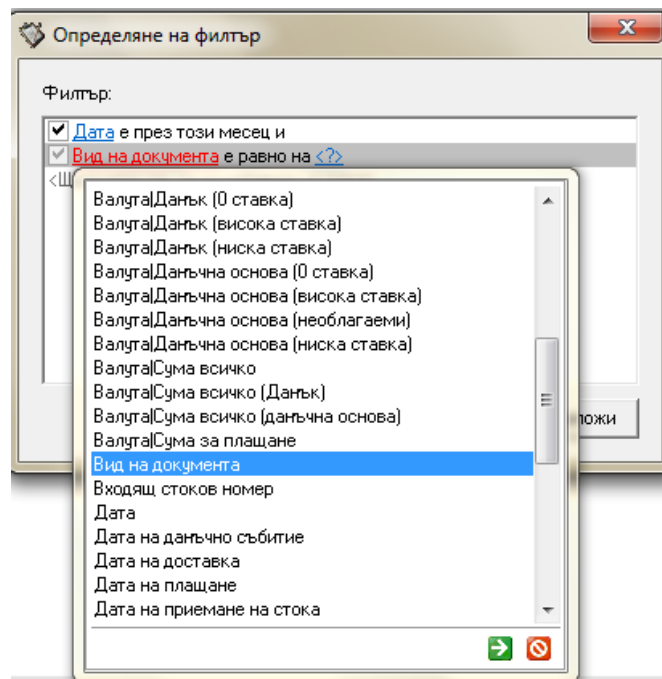 Определяне на филтър
Филтър:
Дата е през този месец и
Вид на документа е равно на <?>
<Щ
Валута|Данък (0 ставка)
Валута|Данък (висока ставка)
Валута|Данък (ниска ставка)
Валута|Данъчна основа (0 ставка)
Валута|Данъчна основа (висока ставка)
Валута|Данъчна основа (необлагаеми)
Валута|Данъчна основа (ниска ставка)
Валута|Сума всичко
Валута|Сума всичко (Данък)
Валута|Сума всичко (данъчна основа)
Валута|Сума за плащане
Вид на документа
Входящ стоков номер
Дата
Дата на данъчно събитие
Дата на доставка
Дата на плащане
Дата на приемане на стока
ложи